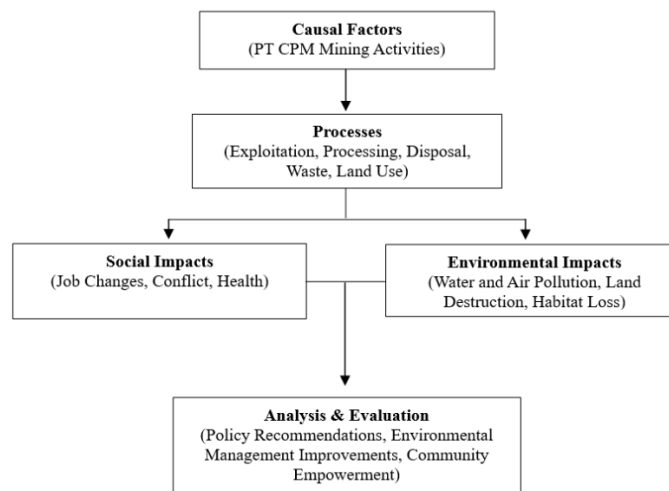 Causal Factors
(PT CPM Mining Activities)
Processes
(Exploitation, Processing, Disposal,
Waste, Land Use)
Social Impacts
(Job Changes, Conflict, Health)
Environmental Impacts
(Water and Air Pollution, Land
Destruction, Habitat Loss)
Analysis & Evaluation
(Policy Recommendations, Environmental
Management Improvements, Community
Empowerment)